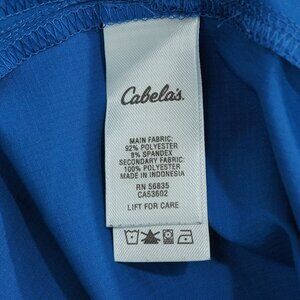 Cabela's.
MAIN FABRIC:
92% POLYESTER
8% SPANDEX
SECONDARY FABRIC:
100% POLYESTER
MADE IN INDONESIA
RN 56835
CA53602
LIFT FOR CARE